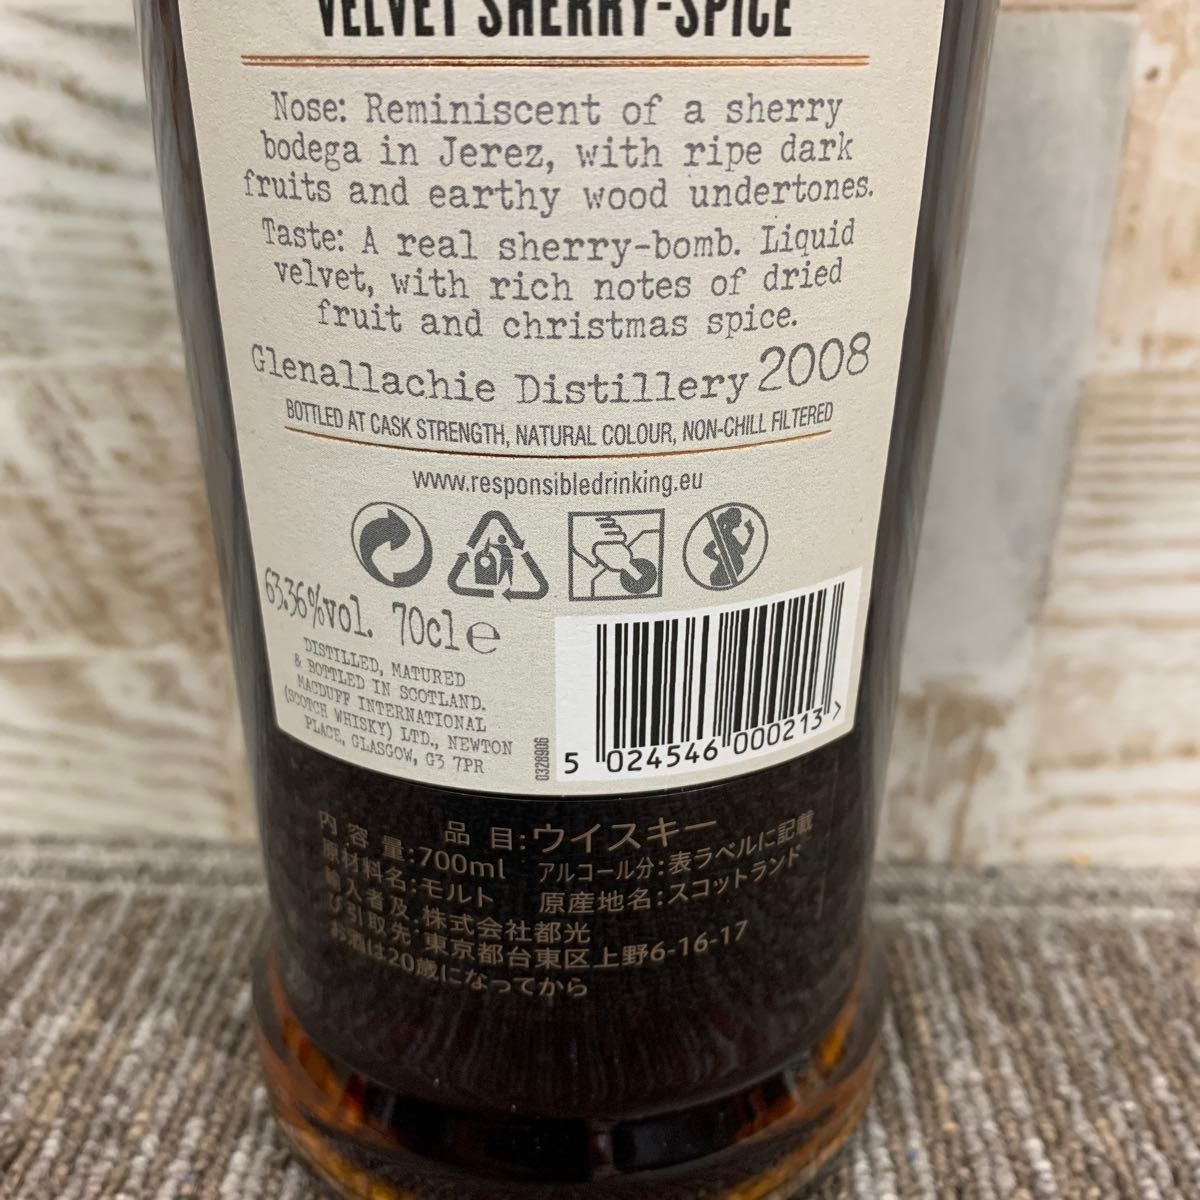 VELVET SHERRY-SPICE
Nose: Reminiscent of a sherry
bodega in Jerez, with ripe dark
fruits and earthy wood undertones.
Taste: A real sherry-bomb. Liquid
velvet, with rich notes of dried
fruit and christmas spice.
Glenallachie Distillery 2008
BOTTLED AT CASK STRENGTH, NATURAL COLOUR, NON-CHILL FILTERED
www.responsibledrinking.eu
63.36%vol. 70cl e
DISTILLED, MATURED
& BOTTLED IN SCOTLAND.
MACDUFF INTERNATIONAL
(SCOTCH WHISKY) LTD., NEWTON
PLACE, GLASGOW, G3 7PR
0328906
5 024546 000213 >
品目:ウイスキー
内容量:700ml アルコール分:表ラベルに記載
原材料名:モルト 原産地名:スコットランド
輸入者及び引取先:株式会社都光
東京都台東区上野6-16-17
お酒は20歳になってから